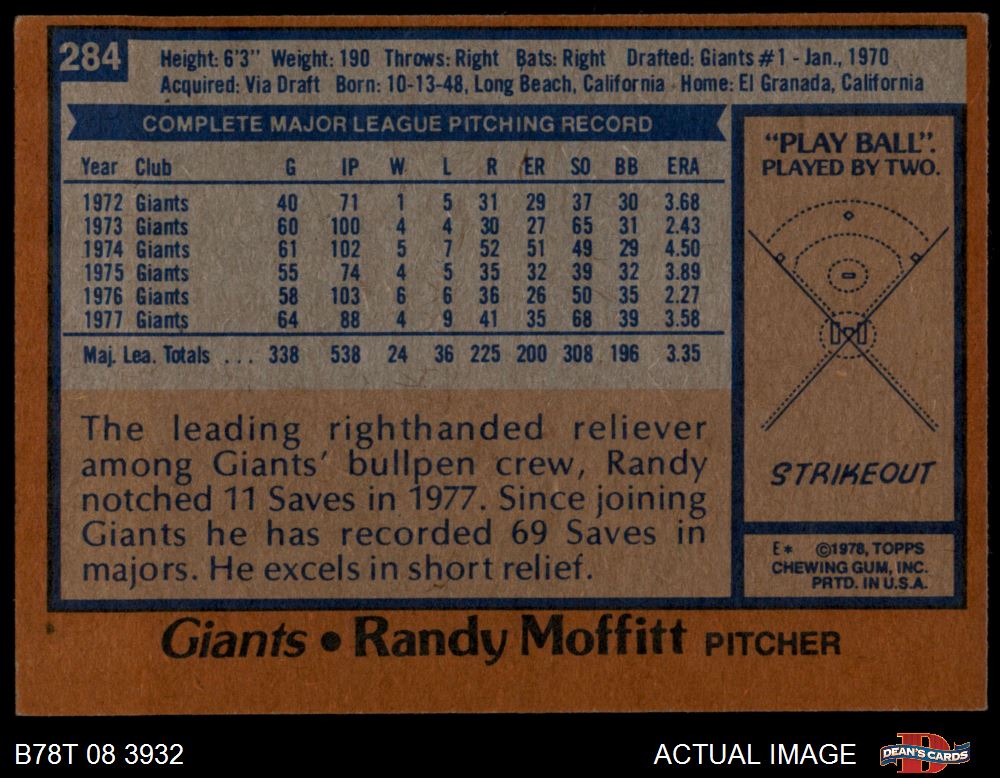 284
Height: 6'3" Weight: 190 Throws: Right Bats: Right Drafted: Giants #1 - Jan., 1970
Acquired: Via Draft Born: 10-13-48, Long Beach, California Home: El Granada, California
COMPLETE MAJOR LEAGUE PITCHING RECORD
Year Club G IP W L R ER SO BB ERA
1972 Giants 40 71 1 5 31 29 37 30 3.68
1973 Giants 60 100 4 4 30 27 65 31 2.43
1974 Giants 61 102 5 7 52 51 49 29 4.50
1975 Giants 55 74 4 5 35 32 39 32 3.89
1976 Giants 58 103 6 6 36 26 50 35 2.27
1977 Giants 64 88 4 9 41 35 68 39 3.58
Maj. Lea. Totals ... 338 538 24 36 225 200 308 196 3.35
The leading righthanded reliever
among Giants' bullpen crew, Randy
notched 11 Saves in 1977. Since joining
Giants he has recorded 69 Saves in
majors. He excels in short relief.
"PLAY BALL".
PLAYED BY TWO.
STRIKEOUT
E* ©1978, TOPPS
CHEWING GUM, INC.
PRTD. IN U.S.A.
Giants • Randy Moffitt PITCHER
B78T 08 3932
ACTUAL IMAGE
DEAN'S CARDS